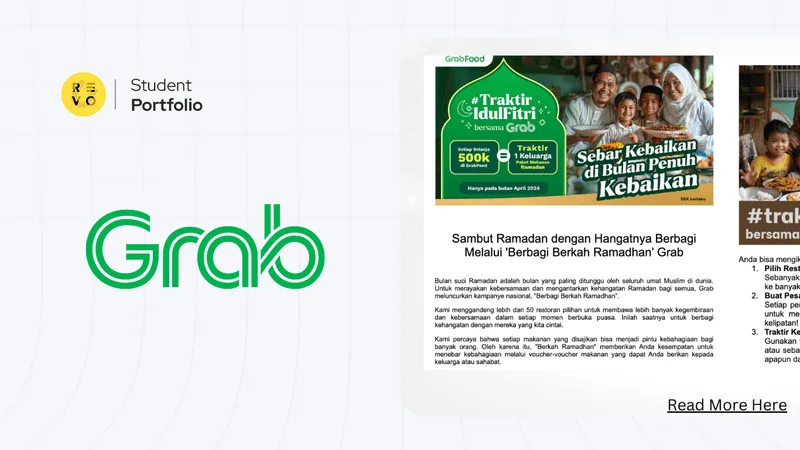 RE
VO
Student
Portfolio
Grab
GrabFood
#Traktir
IdulFitri
bersama Grab
Setiap Belanja
500k
di GrabFood
=
Traktir
1 Keluarga
Paket Makanan
Ramadan
Hanya pada bulan April 2024
Sebar Kebaikan
di Bulan Penuh
Kebaikan
S&K berlaku
Sambut Ramadan dengan Hangatnya Berbagi
Melalui 'Berbagi Berkah Ramadhan' Grab
Bulan suci Ramadan adalah bulan yang paling ditunggu oleh seluruh umat Muslim di dunia.
Untuk merayakan kebersamaan dan mengantarkan kehangatan Ramadan bagi semua, Grab
meluncurkan kampanye nasional, "Berbagi Berkah Ramadhan".
Kami menggandeng lebih dari 50 restoran pilihan untuk membawa lebih banyak kegembiraan
dan kebersamaan dalam setiap momen berbuka puasa. Inilah saatnya untuk berbagi
kehangatan dengan mereka yang kita cintai.
Kami percaya bahwa setiap makanan yang disajikan bisa menjadi pintu kebahagiaan bagi
banyak orang. Oleh karena itu, "Berkah Ramadhan" memberikan Anda kesempatan untuk
menebar kebahagiaan melalui voucher-voucher makanan yang dapat Anda berikan kepada
keluarga atau sahabat.
#trak
bersama
Anda bisa mengik
1. Pilih Rest
Sebanyak
ke banyak
2. Buat Pesa
Setiap pe
untuk me
kelipatan!
3. Traktir Ke
Gunakan
atau seba
apapun da
Read More Here